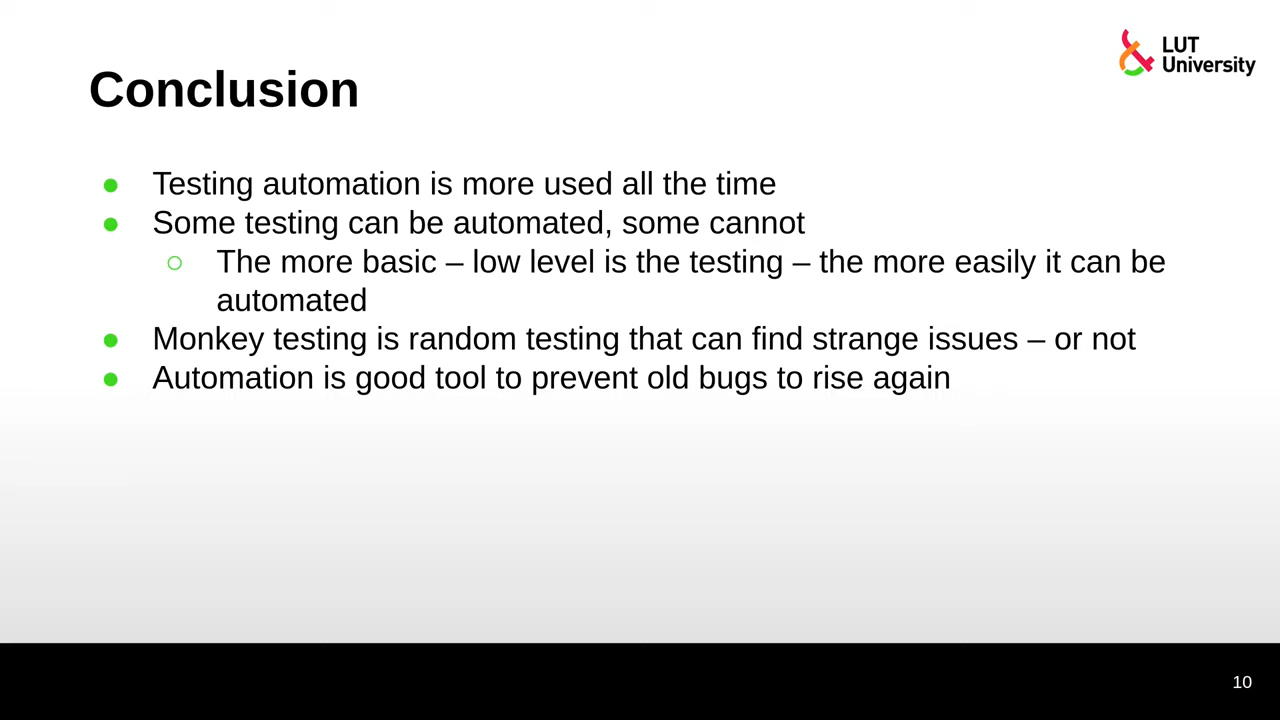 LUT
University
Conclusion
● Testing automation is more used all the time
● Some testing can be automated, some cannot
○ The more basic – low level is the testing – the more easily it can be
automated
● Monkey testing is random testing that can find strange issues – or not
● Automation is good tool to prevent old bugs to rise again
10